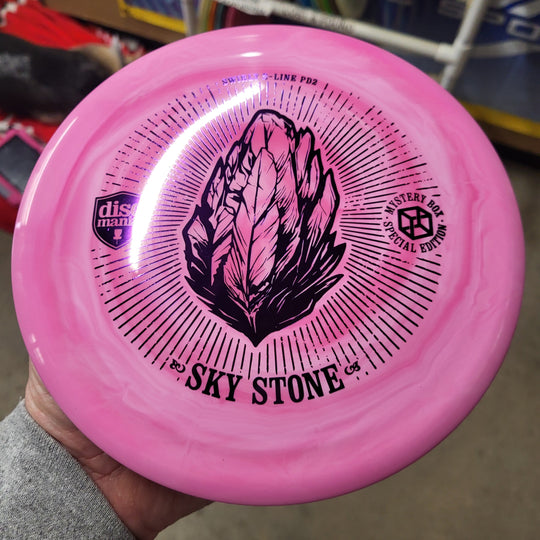 SWIRLY S-LINE PD2
disc
mania
MYSTERY BOX
SPECIAL EDITION
SKY STONE